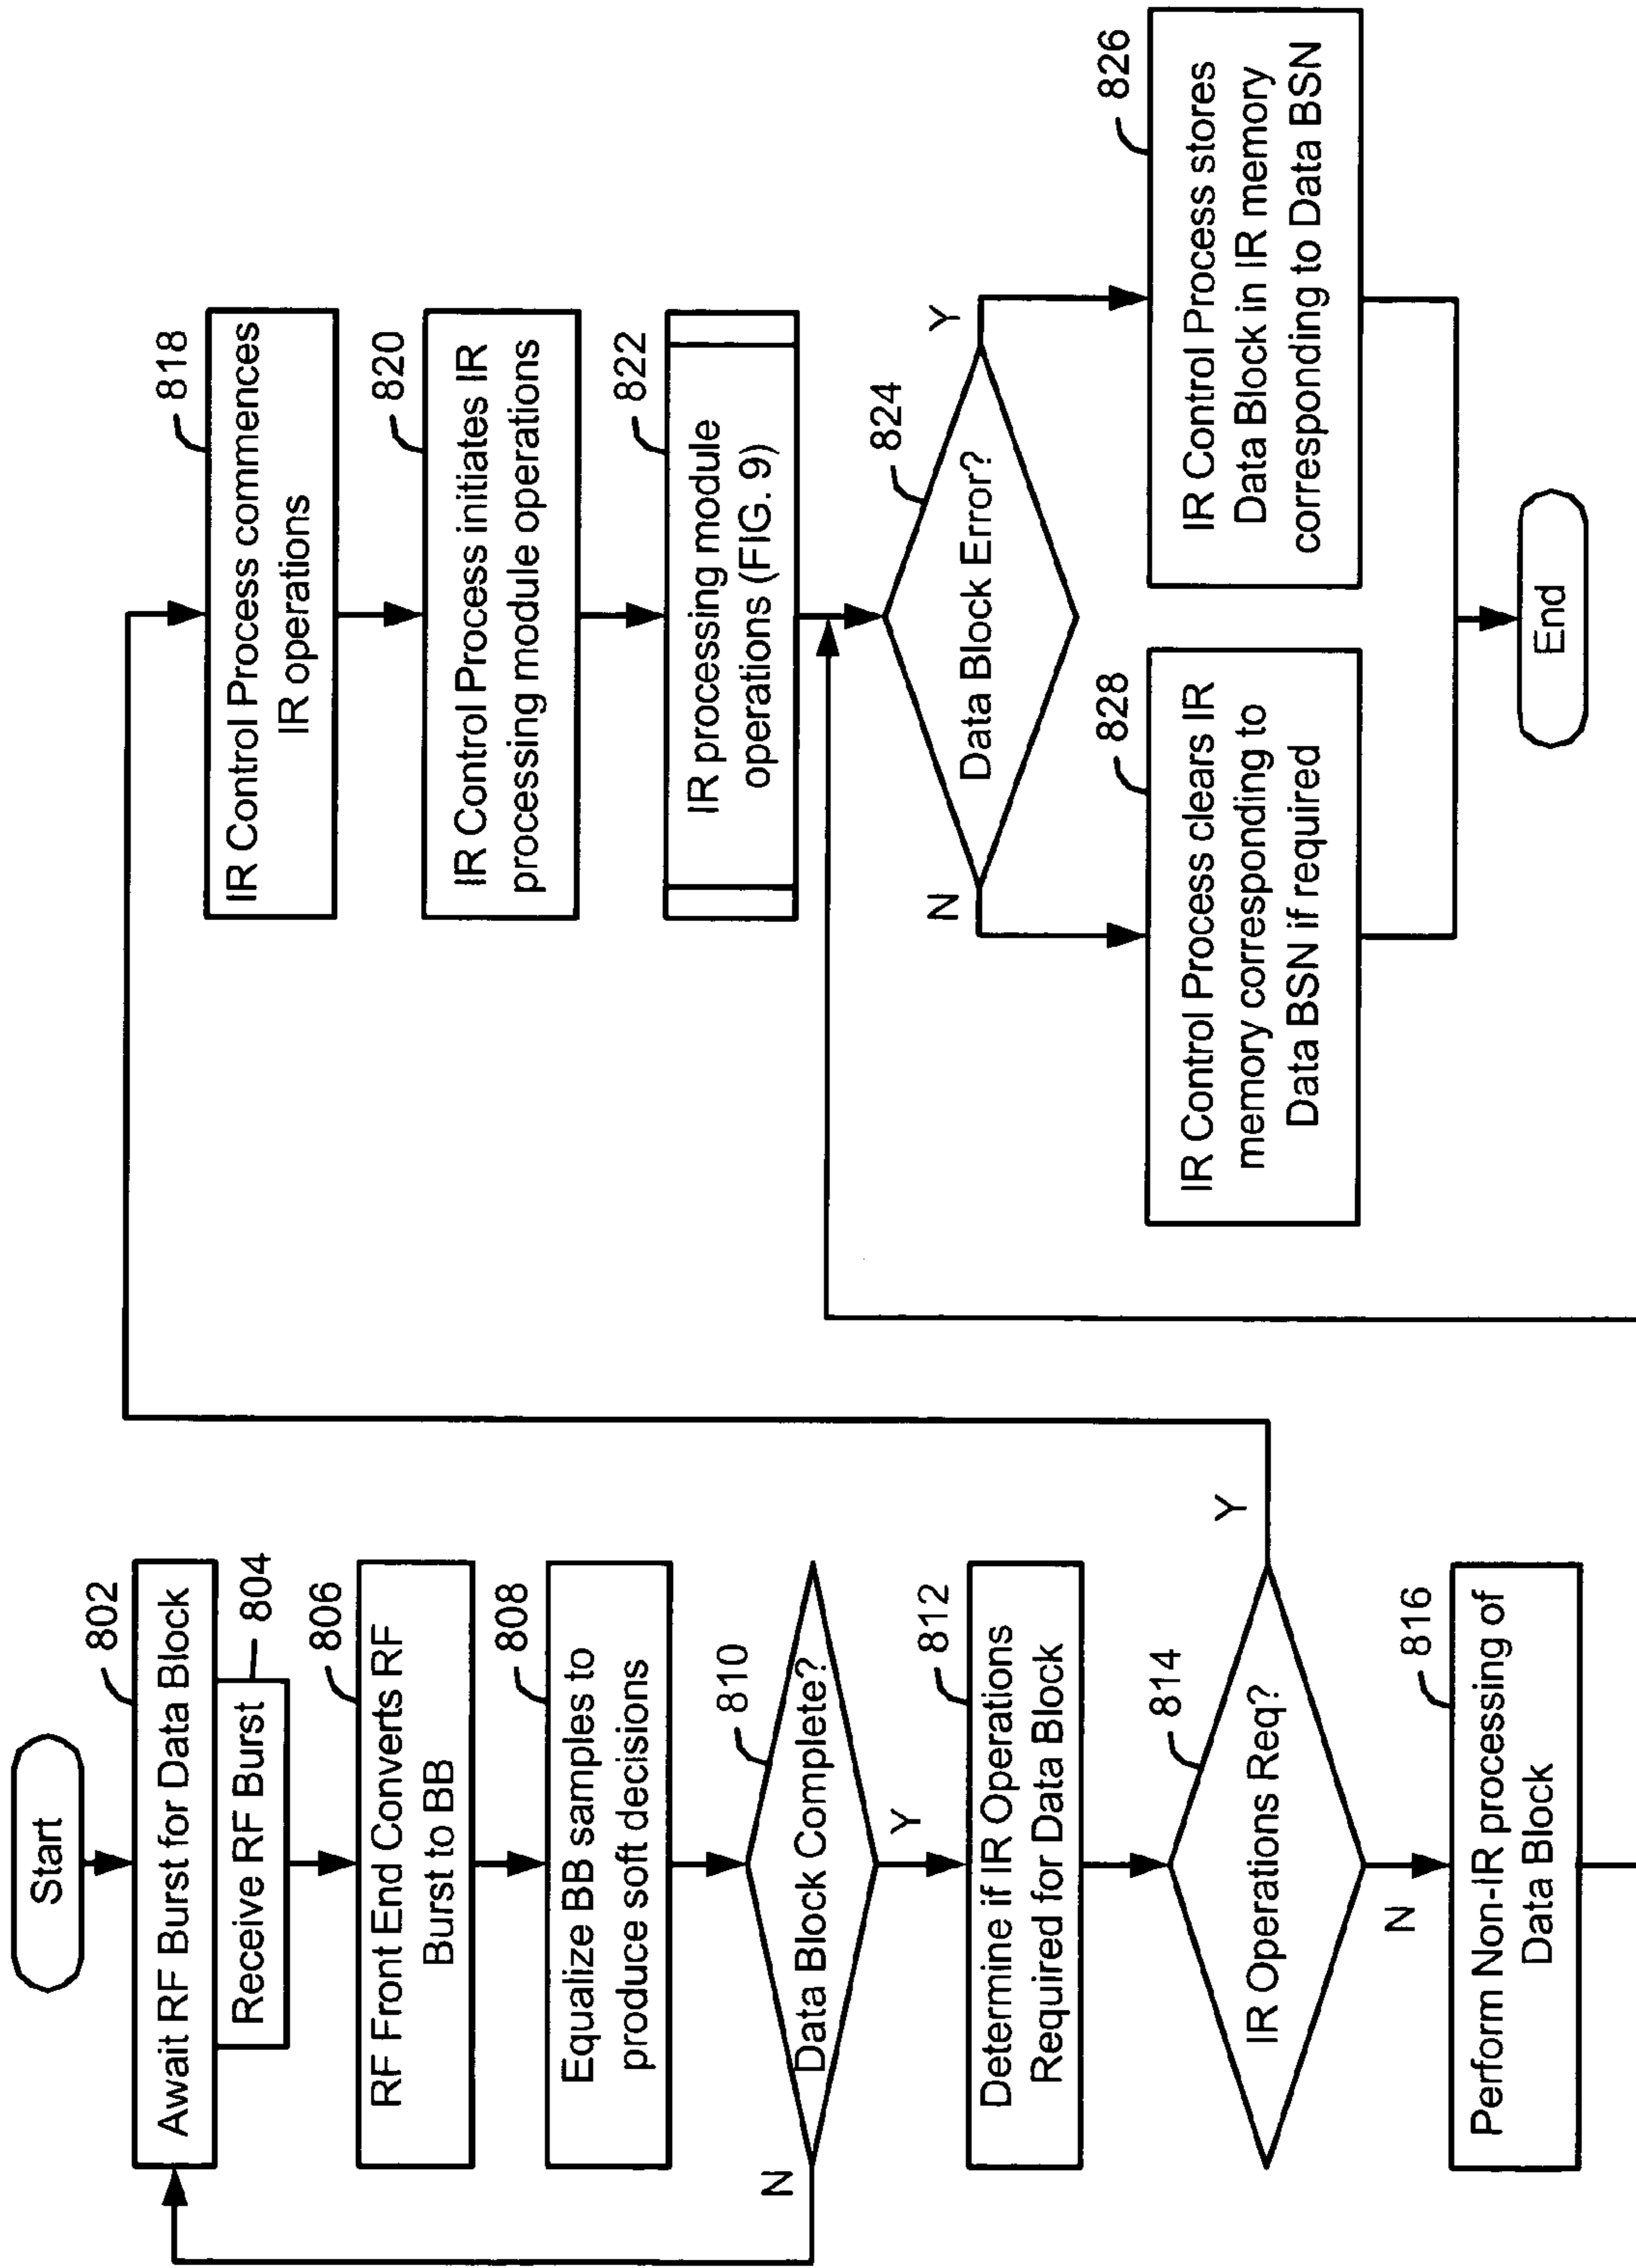 Start
802
Await RF Burst for Data Block
804
Receive RF Burst
806
RF Front End Converts RF
Burst to BB
808
Equalize BB samples to
produce soft decisions
810
Data Block Complete?
N
Y
812
Determine if IR Operations
Required for Data Block
814
IR Operations Req?
Y
N
816
Perform Non-IR processing of
Data Block
818
IR Control Process commences
IR operations
820
IR Control Process initiates IR
processing module operations
822
IR processing module
operations (FIG. 9)
824
Data Block Error?
N
Y
828
IR Control Process clears IR
memory corresponding to
Data BSN if required
826
IR Control Process stores
Data Block in IR memory
corresponding to Data BSN
End